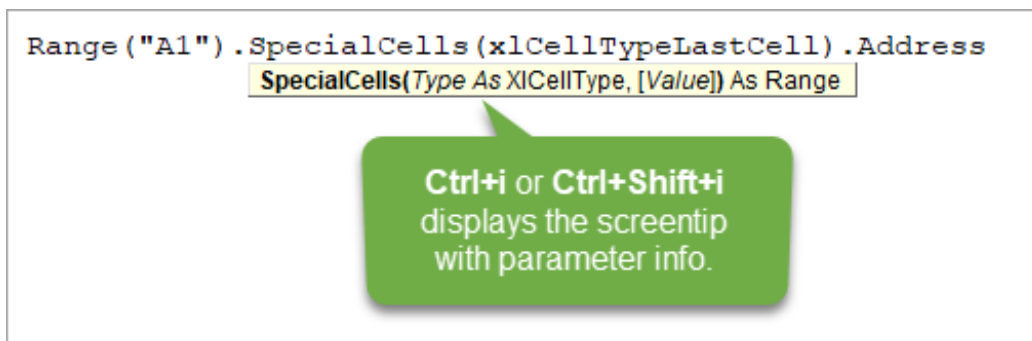 Range("A1").SpecialCells(xlCellTypeLastCell).Address
SpecialCells(Type As XlCellType, [Value]) As Range
Ctrl+i or Ctrl+Shift+i
displays the screentip
with parameter info.